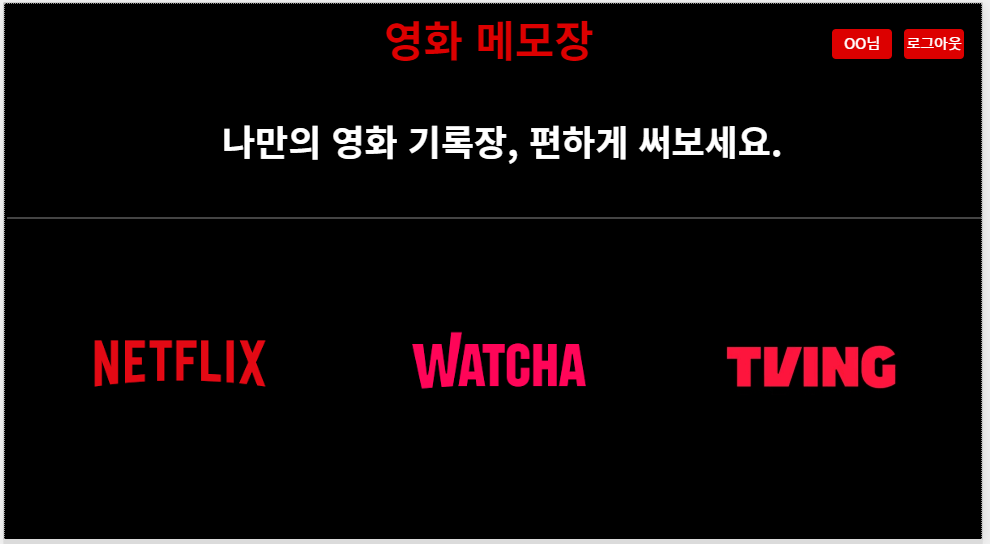 영화 메모장
OO님 로그아웃
나만의 영화 기록장, 편하게 써보세요.
NETFLIX WATCHA TVING